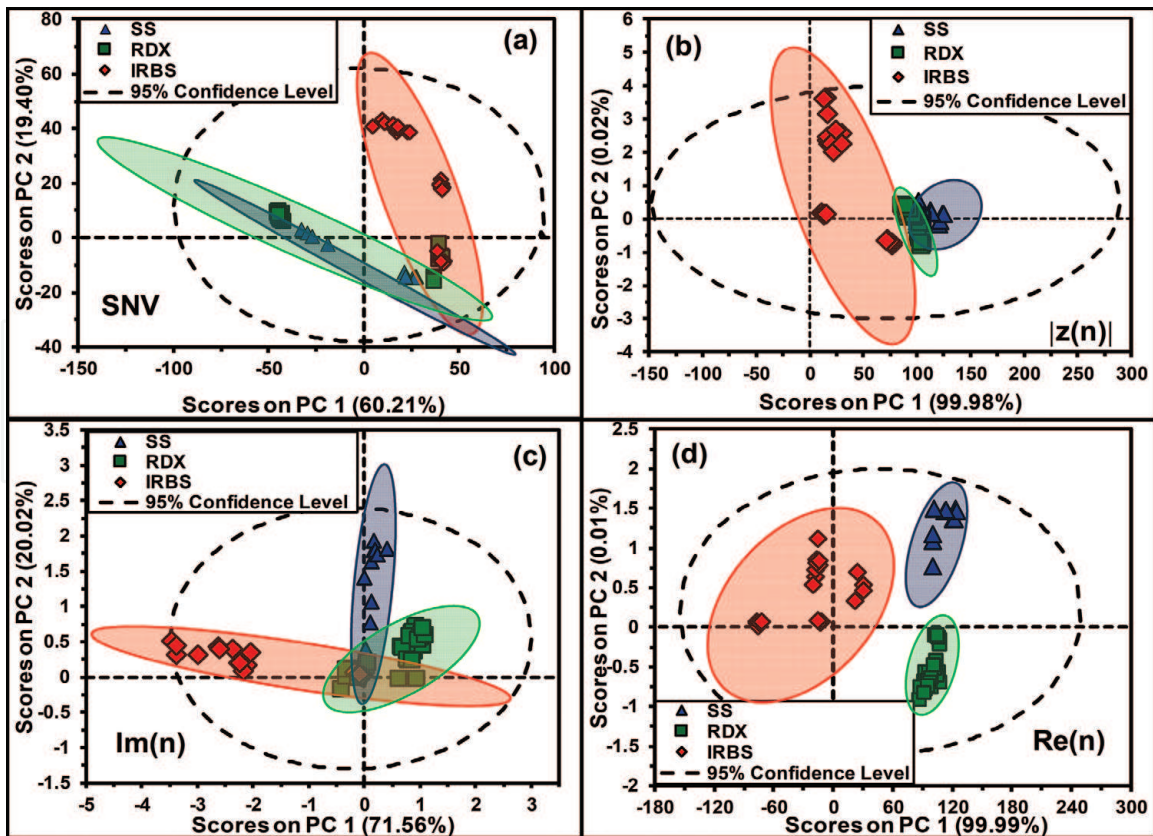 80
60
40
20
0
-20
-40
-150
-100
-50
0
50
100
Scores on PC 2 (19.40%)
Scores on PC 1 (60.21%)
SS
RDX
IRBS
95% Confidence Level
(a)
SNV
6
5
4
3
2
1
0
-1
-2
-3
-4
-150
-100
-50
0
50
100
150
200
250
300
Scores on PC 2 (0.02%)
Scores on PC 1 (99.98%)
(b)
SS
RDX
IRBS
95% Confidence Level
|z(n)|
3.5
3
2.5
2
1.5
1
0.5
0
-0.5
-1
-1.5
-5
-4
-3
-2
-1
0
1
2
3
Scores on PC 2 (20.02%)
Scores on PC 1 (71.56%)
SS
RDX
IRBS
95% Confidence Level
(c)
Im(n)
2.5
2
1.5
1
0.5
0
-0.5
-1
-1.5
-2
-180
-120
-60
0
60
120
180
240
300
Scores on PC 2 (0.01%)
Scores on PC 1 (99.99%)
(d)
SS
RDX
IRBS
95% Confidence Level
Re(n)